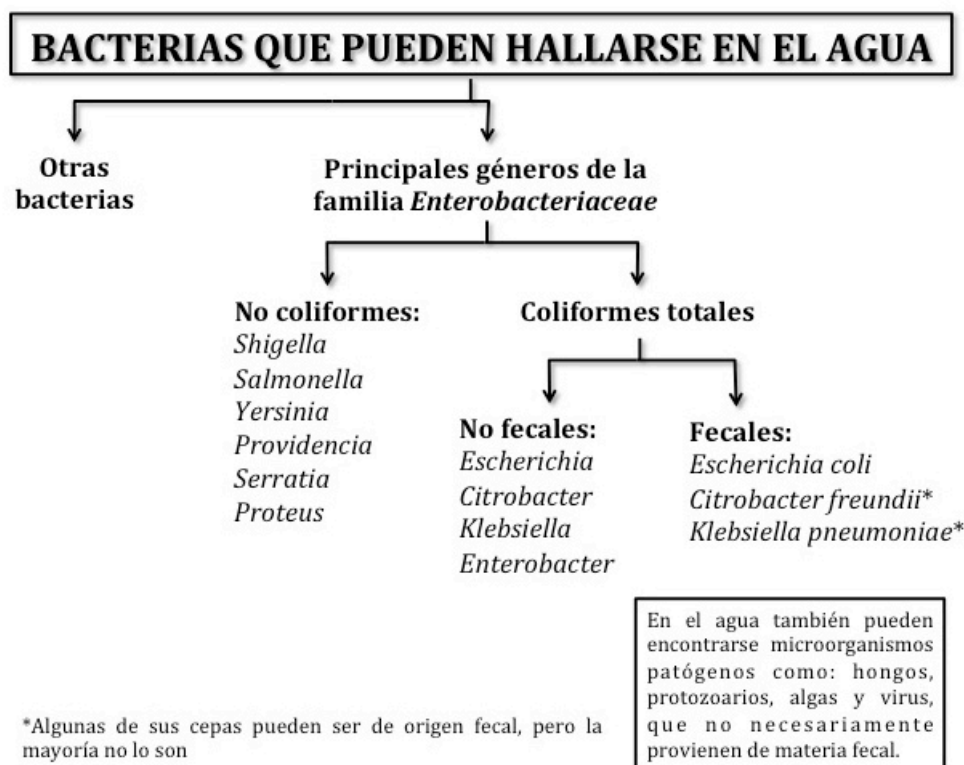 BACTERIAS QUE PUEDEN HALLARSE EN EL AGUA
Otras
bacterias
Principales géneros de la
familia Enterobacteriaceae
No coliformes:
Shigella
Salmonella
Yersinia
Providencia
Serratia
Proteus
Coliformes totales
No fecales:
Escherichia
Citrobacter
Klebsiella
Enterobacter
Fecales:
Escherichia coli
Citrobacter freundii*
Klebsiella pneumoniae*
En el agua también pueden
encontrarse microorganismos
patógenos como: hongos,
protozoarios, algas y virus,
que no necesariamente
provienen de materia fecal.
*Algunas de sus cepas pueden ser de origen fecal, pero la
mayoría no lo son